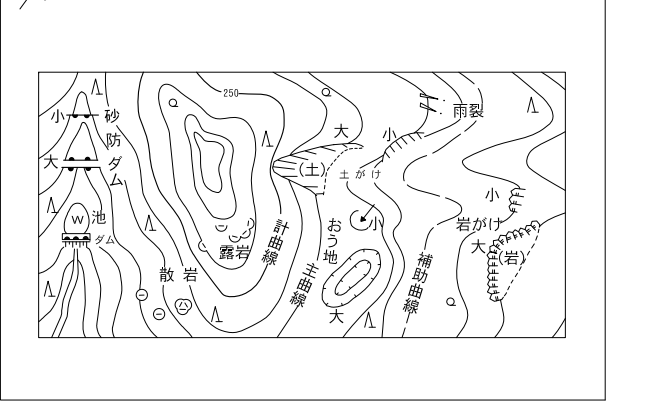 250
小 砂防ダム
大
雨裂
大
小
(土)
土がけ
小
岩がけ
大
(岩)
W 池
ダム
小
おう地
大
露岩
散岩
計曲線
主曲線
補助曲線